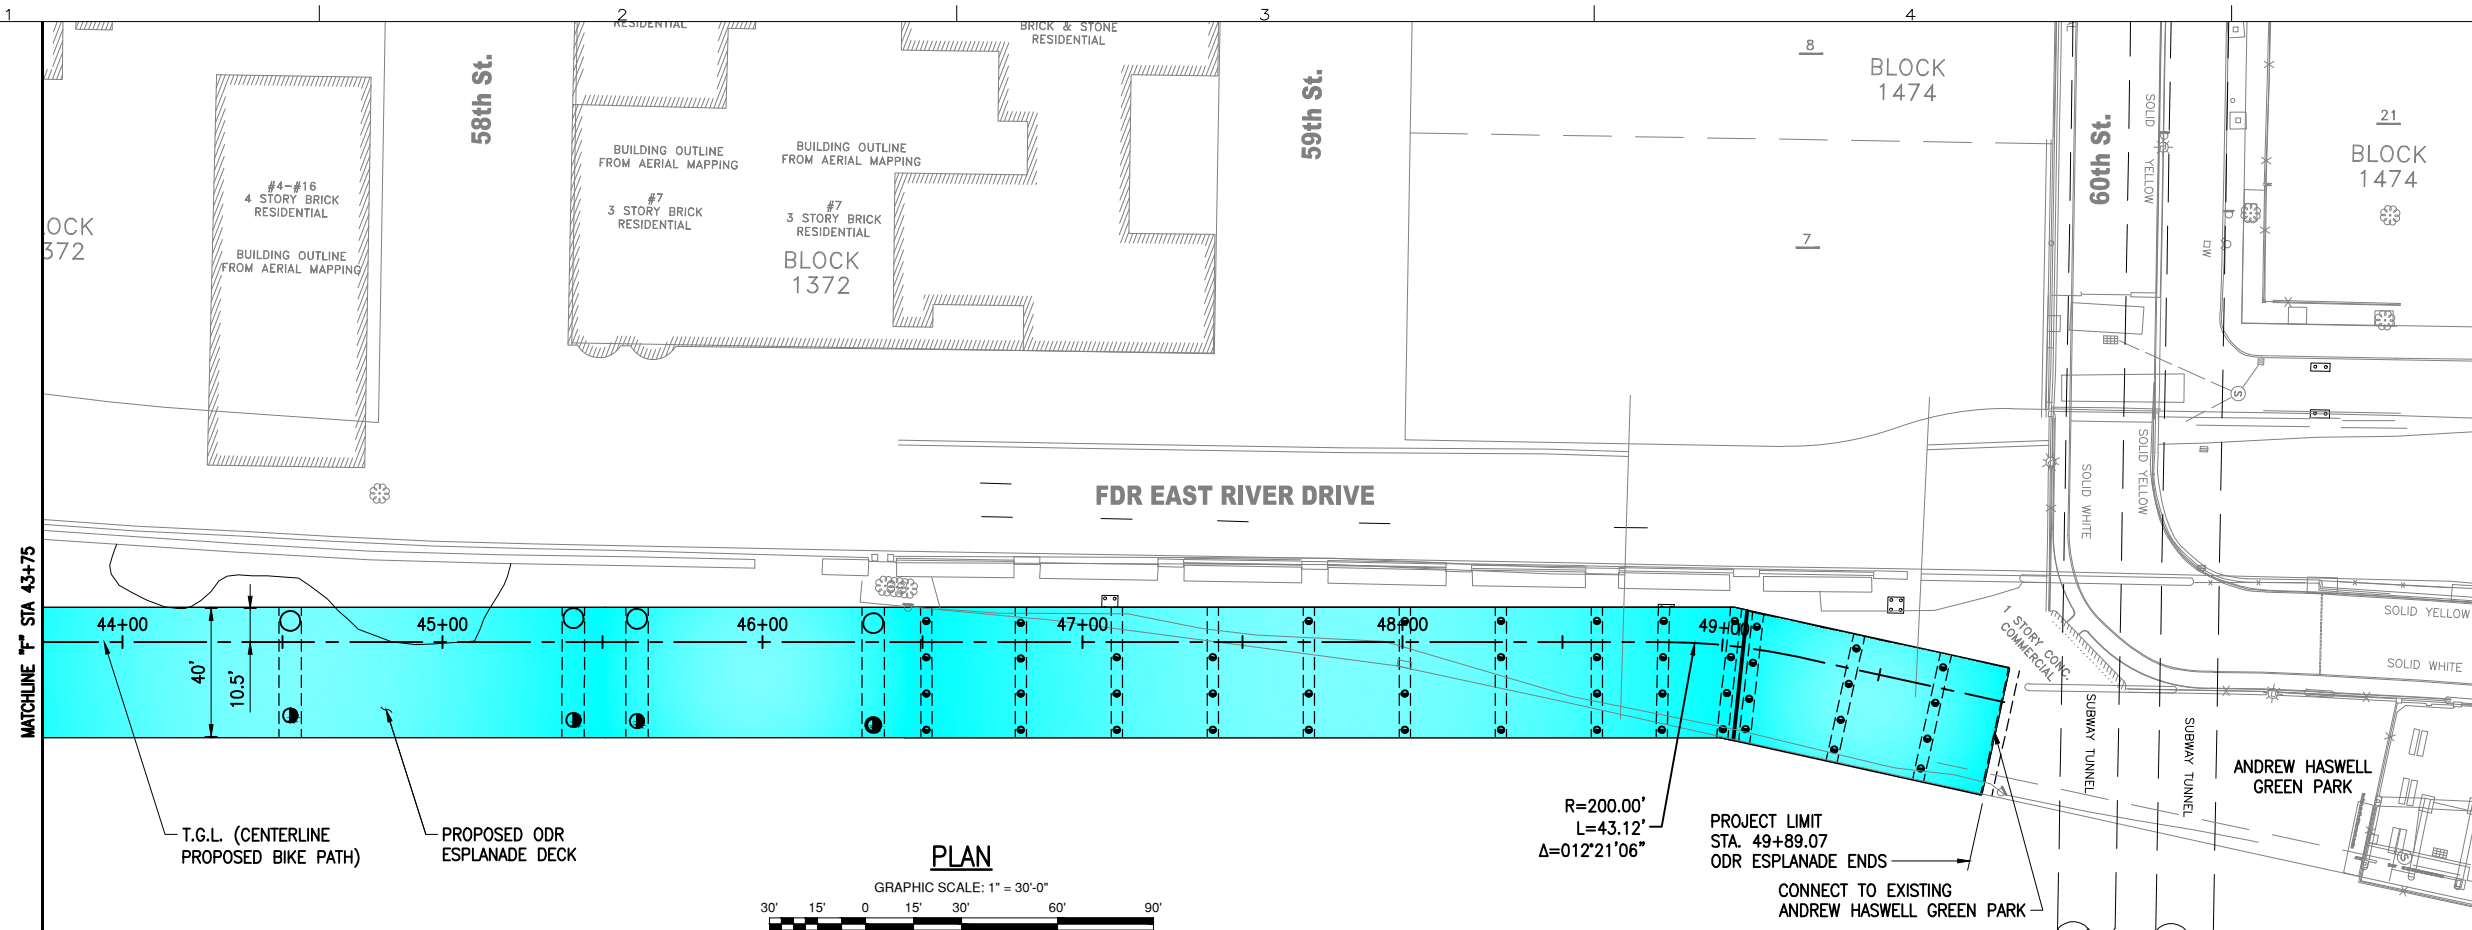 1
2
3
4
RESIDENTIAL
BRICK & STONE
RESIDENTIAL
58th St.
59th St.
60th St.
8
BLOCK
1474
21
BLOCK
1474
7
SOLID YELLOW
#4-#16
4 STORY BRICK
RESIDENTIAL
BUILDING OUTLINE
FROM AERIAL MAPPING
LOCK
372
BUILDING OUTLINE
FROM AERIAL MAPPING
#7
3 STORY BRICK
RESIDENTIAL
BUILDING OUTLINE
FROM AERIAL MAPPING
#7
3 STORY BRICK
RESIDENTIAL
BLOCK
1372
S
SOLID WHITE
SOLID YELLOW
FDR EAST RIVER DRIVE
MATCHLINE "F" STA 43+75
44+00
45+00
46+00
47+00
48+00
49+00
40'
10.5'
1 STORY CONC.
COMMERCIAL
SOLID YELLOW
SOLID WHITE
SUBWAY TUNNEL
SUBWAY TUNNEL
ANDREW HASWELL
GREEN PARK
T.G.L. (CENTERLINE
PROPOSED BIKE PATH)
PROPOSED ODR
ESPLANADE DECK
R=200.00'
L=43.12'
Δ=012°21'06"
PROJECT LIMIT
STA. 49+89.07
ODR ESPLANADE ENDS
CONNECT TO EXISTING
ANDREW HASWELL GREEN PARK
S
PLAN
GRAPHIC SCALE: 1" = 30'-0"
30' 15' 0 15' 30' 60' 90'